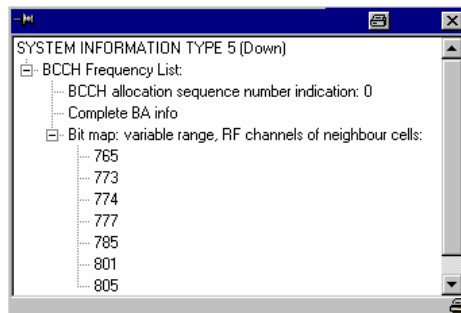 SYSTEM INFORMATION TYPE 5 (Down)
BCCH Frequency List:
BCCH allocation sequence number indication: 0
Complete BA info
Bit map: variable range, RF channels of neighbour cells:
765
773
774
777
785
801
805